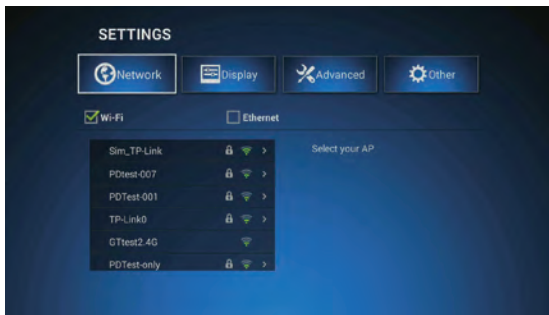 SETTINGS
Network Display Advanced Other
Wi-Fi Ethernet
Sim_TP-Link Select your AP
PDtest-007
PDTest-001
TP-Link0
GTtest2.4G
PDTest-only